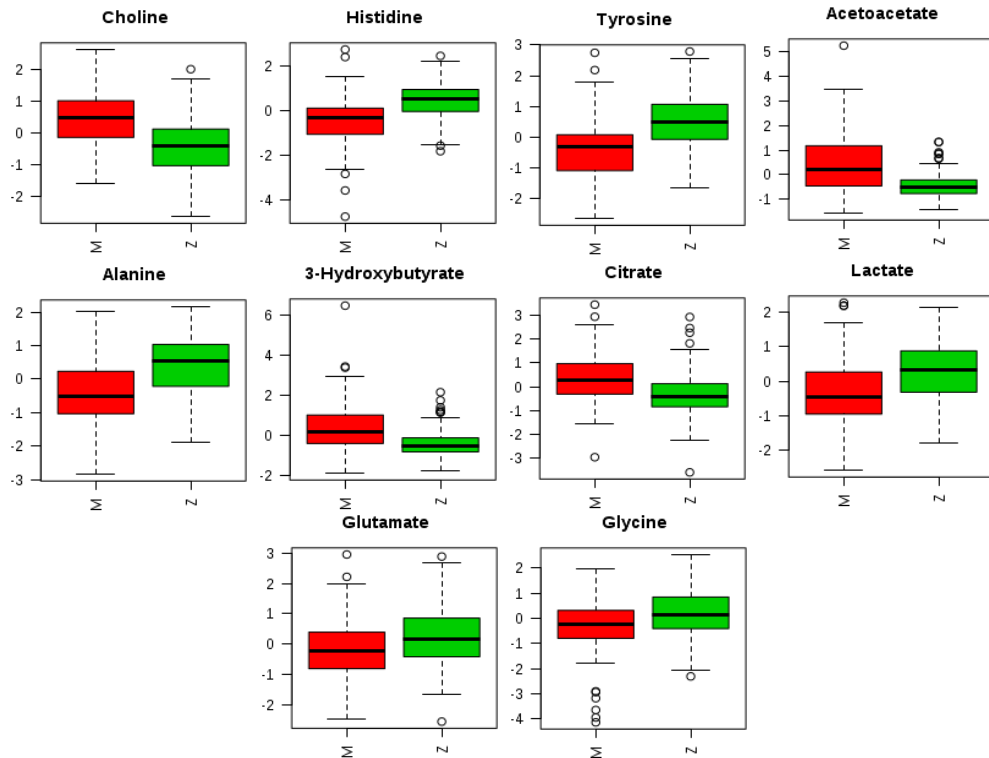 Choline
2
1
0
-1
-2
M
Z
Histidine
2
0
-2
-4
M
Z
Tyrosine
3
2
1
0
-1
-2
M
Z
Acetoacetate
5
4
3
2
1
0
-1
M
Z
Alanine
2
1
0
-1
-2
-3
M
Z
3-Hydroxybutyrate
6
4
2
0
-2
M
Z
Citrate
3
2
1
0
-1
-2
-3
M
Z
Lactate
2
1
0
-1
-2
M
Z
Glutamate
3
2
1
0
-1
-2
M
Z
Glycine
2
1
0
-1
-2
-3
-4
M
Z